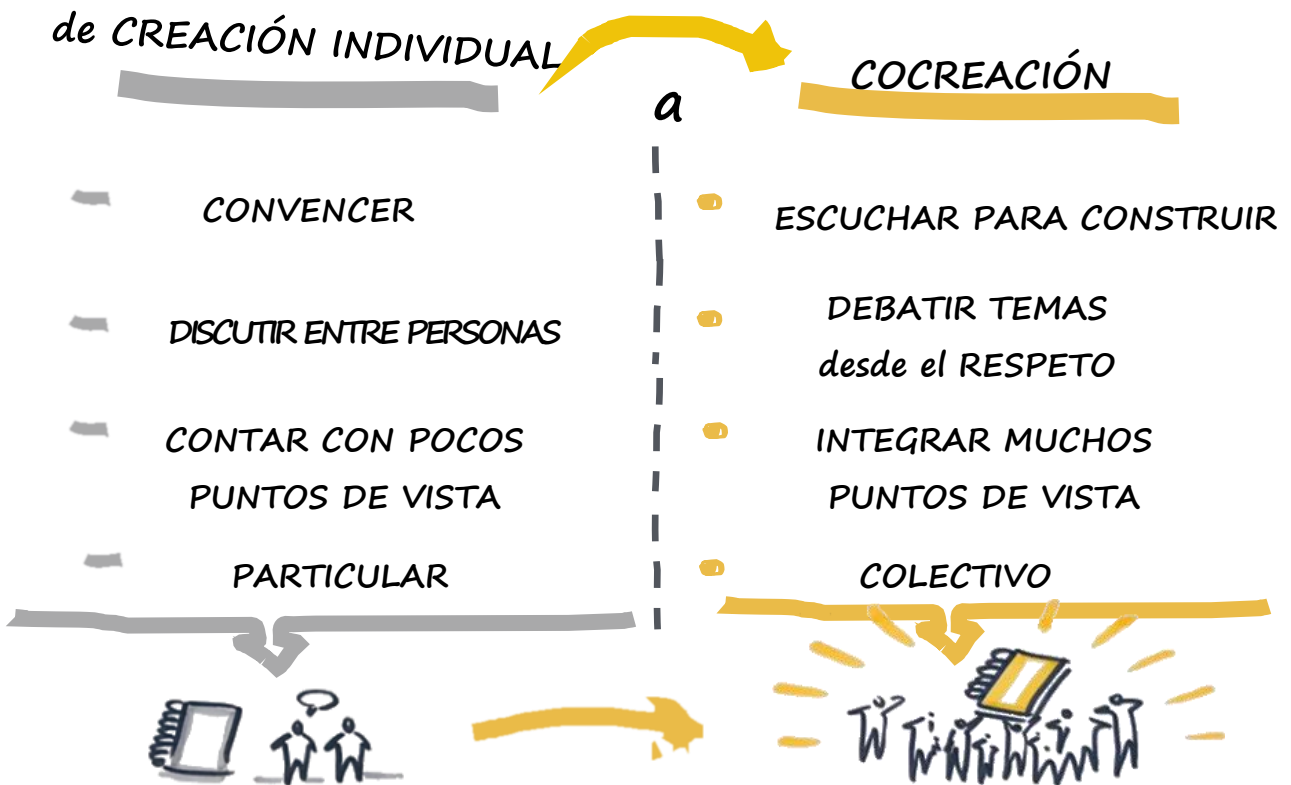 de CREACIÓN INDIVIDUAL
a
COCREACIÓN
CONVENCER
DISCUTIR ENTRE PERSONAS
CONTAR CON POCOS
PUNTOS DE VISTA
PARTICULAR
ESCUCHAR PARA CONSTRUIR
DEBATIR TEMAS
desde el RESPETO
INTEGRAR MUCHOS
PUNTOS DE VISTA
COLECTIVO